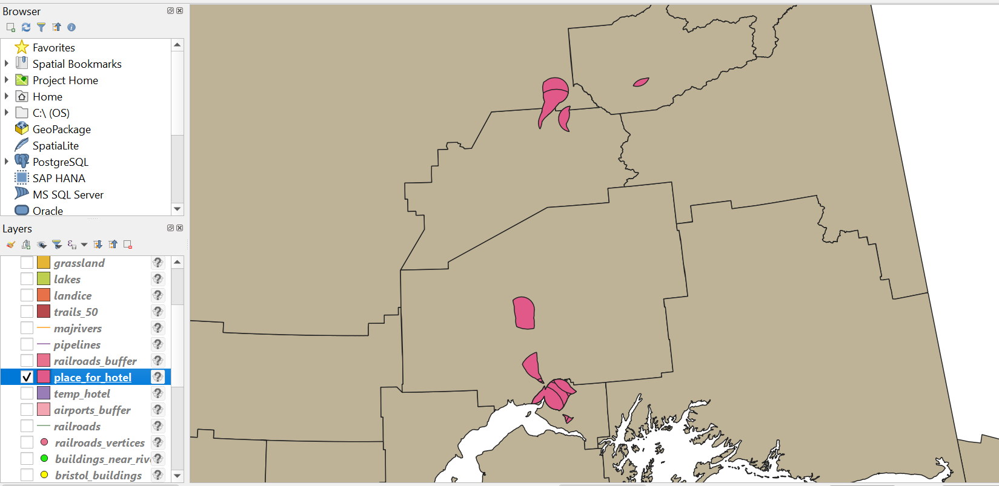 Browser
Favorites
Spatial Bookmarks
Project Home
Home
C:\ (OS)
GeoPackage
SpatiaLite
PostgreSQL
SAP HANA
MS SQL Server
Oracle
Layers
grassland
lakes
landice
trails_50
majrivers
pipelines
railroads_buffer
place_for_hotel
temp_hotel
airports_buffer
railroads
railroads_vertices
buildings_near_riv
bristol_buildings